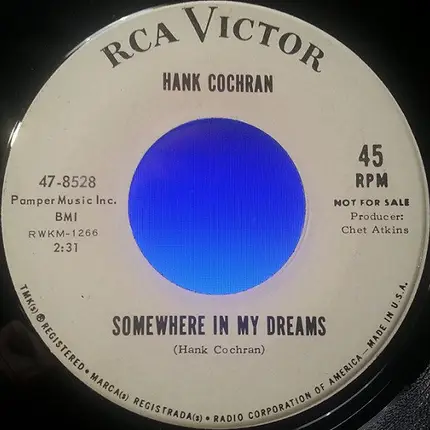 RCA VICTOR
HANK COCHRAN
47-8528
Pamper Music Inc.
BMI
RWKM-1266
2:31
45
RPM
NOT FOR SALE
Producer:
Chet Atkins
SOMEWHERE IN MY DREAMS
(Hank Cochran)
TMK(s) ® REGISTERED • MARCA(s) REGISTRADA(s) • RADIO CORPORATION OF AMERICA—MADE IN U.S.A.